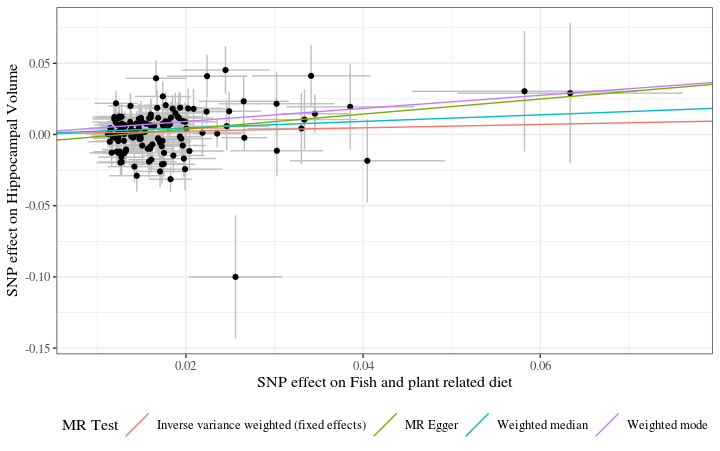 SNP effect on Hippocampal Volume
0.05
0.00
-0.05
-0.10
-0.15
0.02 0.04 0.06
SNP effect on Fish and plant related diet
MR Test Inverse variance weighted (fixed effects) MR Egger Weighted median Weighted mode